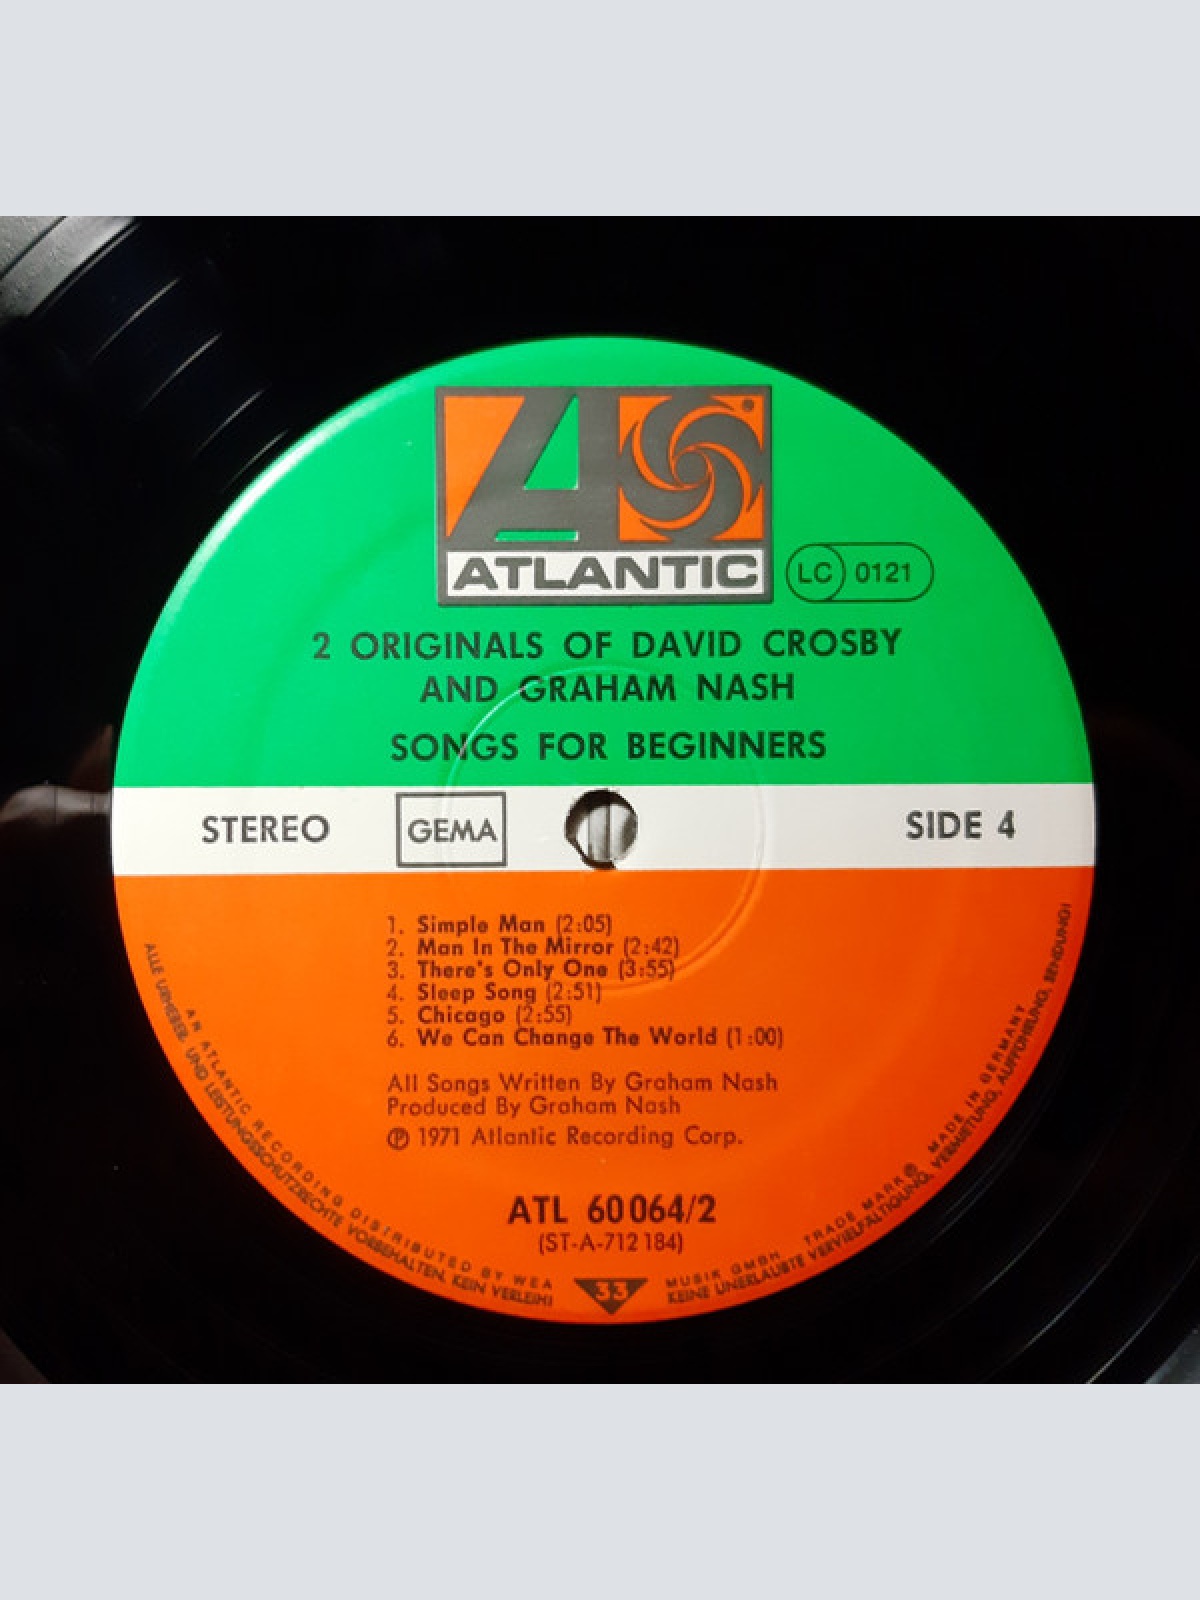 ATLANTIC
®
LC 0121
2 ORIGINALS OF DAVID CROSBY
AND GRAHAM NASH
SONGS FOR BEGINNERS
STEREO GEMA SIDE 4
1. Simple Man (2:05)
2. Man In The Mirror (2:42)
3. There's Only One (3:55)
4. Sleep Song (2:51)
5. Chicago (2:55)
6. We Can Change The World (1:00)
All Songs Written By Graham Nash
Produced By Graham Nash
℗ 1971 Atlantic Recording Corp.
ATL 60 064/2
(ST-A-712 184)
33
AN ATLANTIC RECORDING DISTRIBUTED BY WEA MUSIK GMBH TRADE MARK® MADE IN GERMANY
ALLE URHEBER- UND LEISTUNGSSCHUTZRECHTE VORBEHALTEN. KEIN VERLEIH! KEINE UNERLAUBTE VERVIELFÄLTIGUNG, VERMIETUNG, AUFFÜHRUNG, SENDUNG!